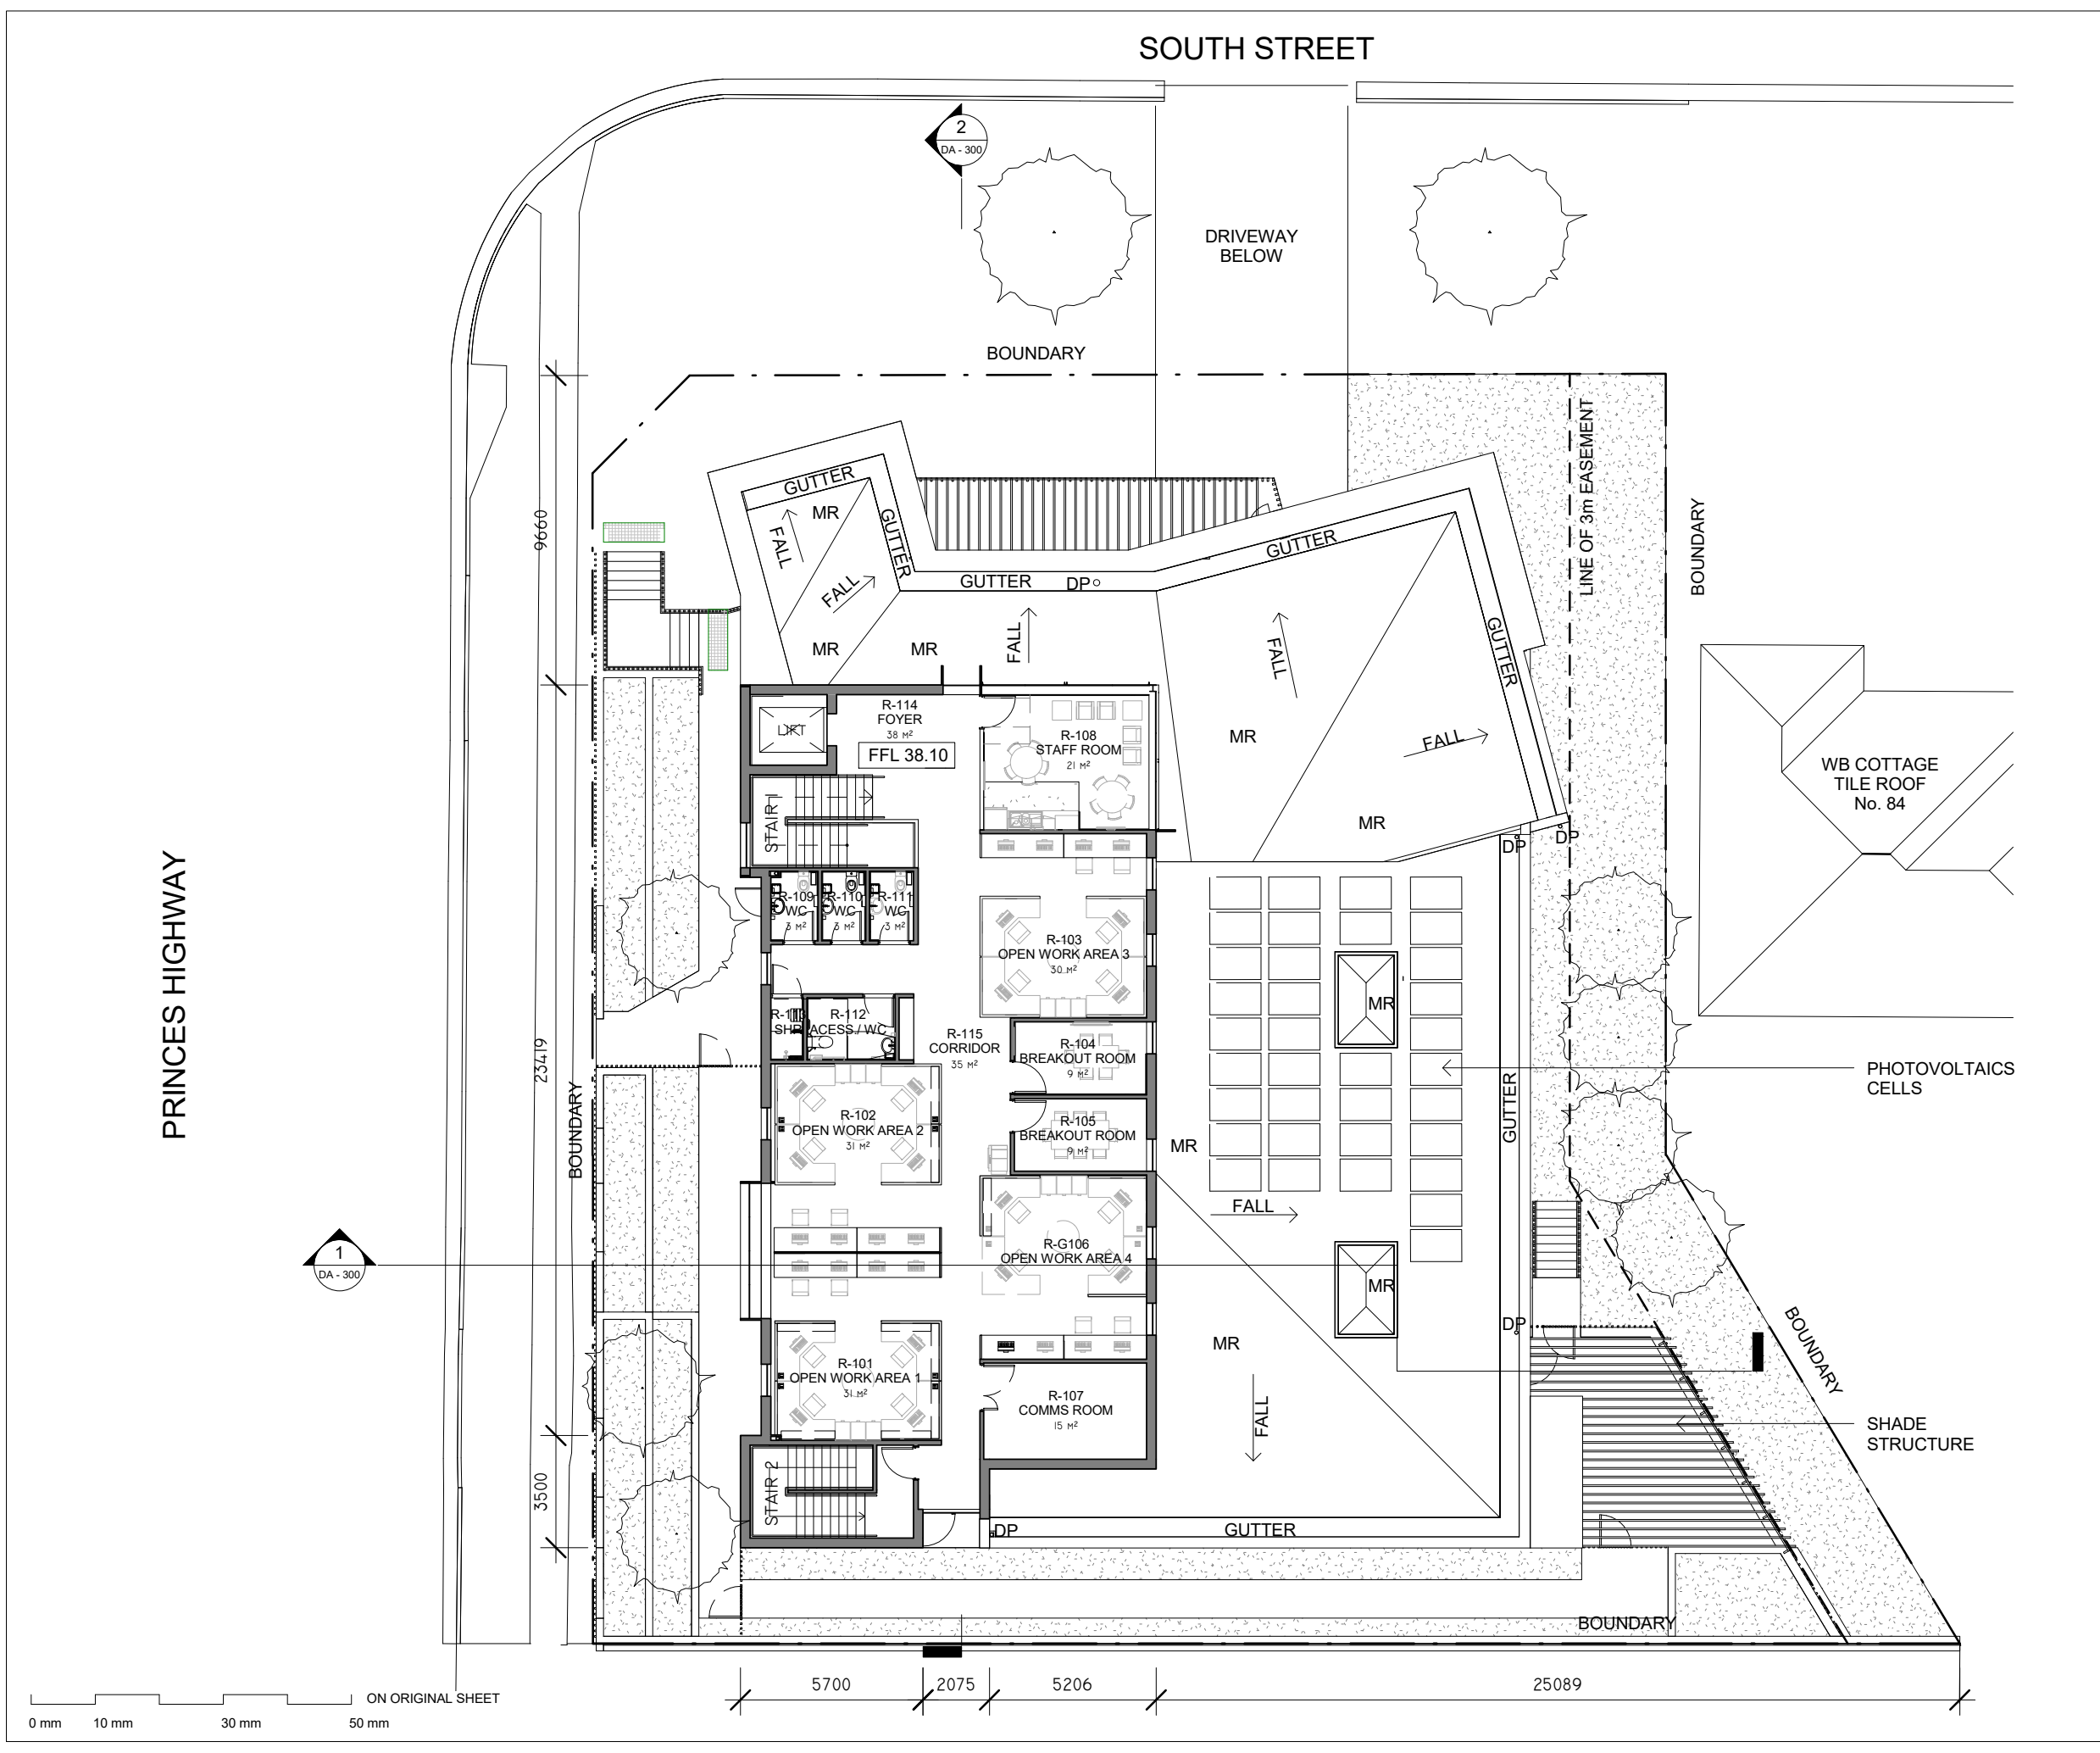 SOUTH STREET
2
DA - 300
DRIVEWAY
BELOW
BOUNDARY
LINE OF 3m EASEMENT
BOUNDARY
9660
GUTTER
MR
GUTTER
FALL
FALL
GUTTER
DP
GUTTER
GUTTER
MR
MR
FALL
FALL
MR
FALL
MR
DP
DP
WB COTTAGE
TILE ROOF
No. 84
R-114
FOYER
38 M²
FFL 38.10
LIFT
R-108
STAFF ROOM
21 M²
STAIR 1
R-109
WC
3 M²
R-110
WC
3 M²
R-111
WC
3 M²
R-103
OPEN WORK AREA 3
30 M²
MR
PRINCES HIGHWAY
23419
BOUNDARY
SHR
R-112
ACESS./ WC
R-115
CORRIDOR
35 M²
R-104
BREAKOUT ROOM
9 M²
PHOTOVOLTAICS
CELLS
R-102
OPEN WORK AREA 2
31 M²
R-105
BREAKOUT ROOM
9 M²
MR
GUTTER
FALL
1
DA - 300
R-G106
OPEN WORK AREA 4
MR
DP
MR
BOUNDARY
R-101
OPEN WORK AREA 1
31 M²
R-107
COMMS ROOM
15 M²
FALL
SHADE
STRUCTURE
3500
STAIR 2
DP
GUTTER
BOUNDARY
5700
2075
5206
25089
ON ORIGINAL SHEET
0 mm
10 mm
30 mm
50 mm